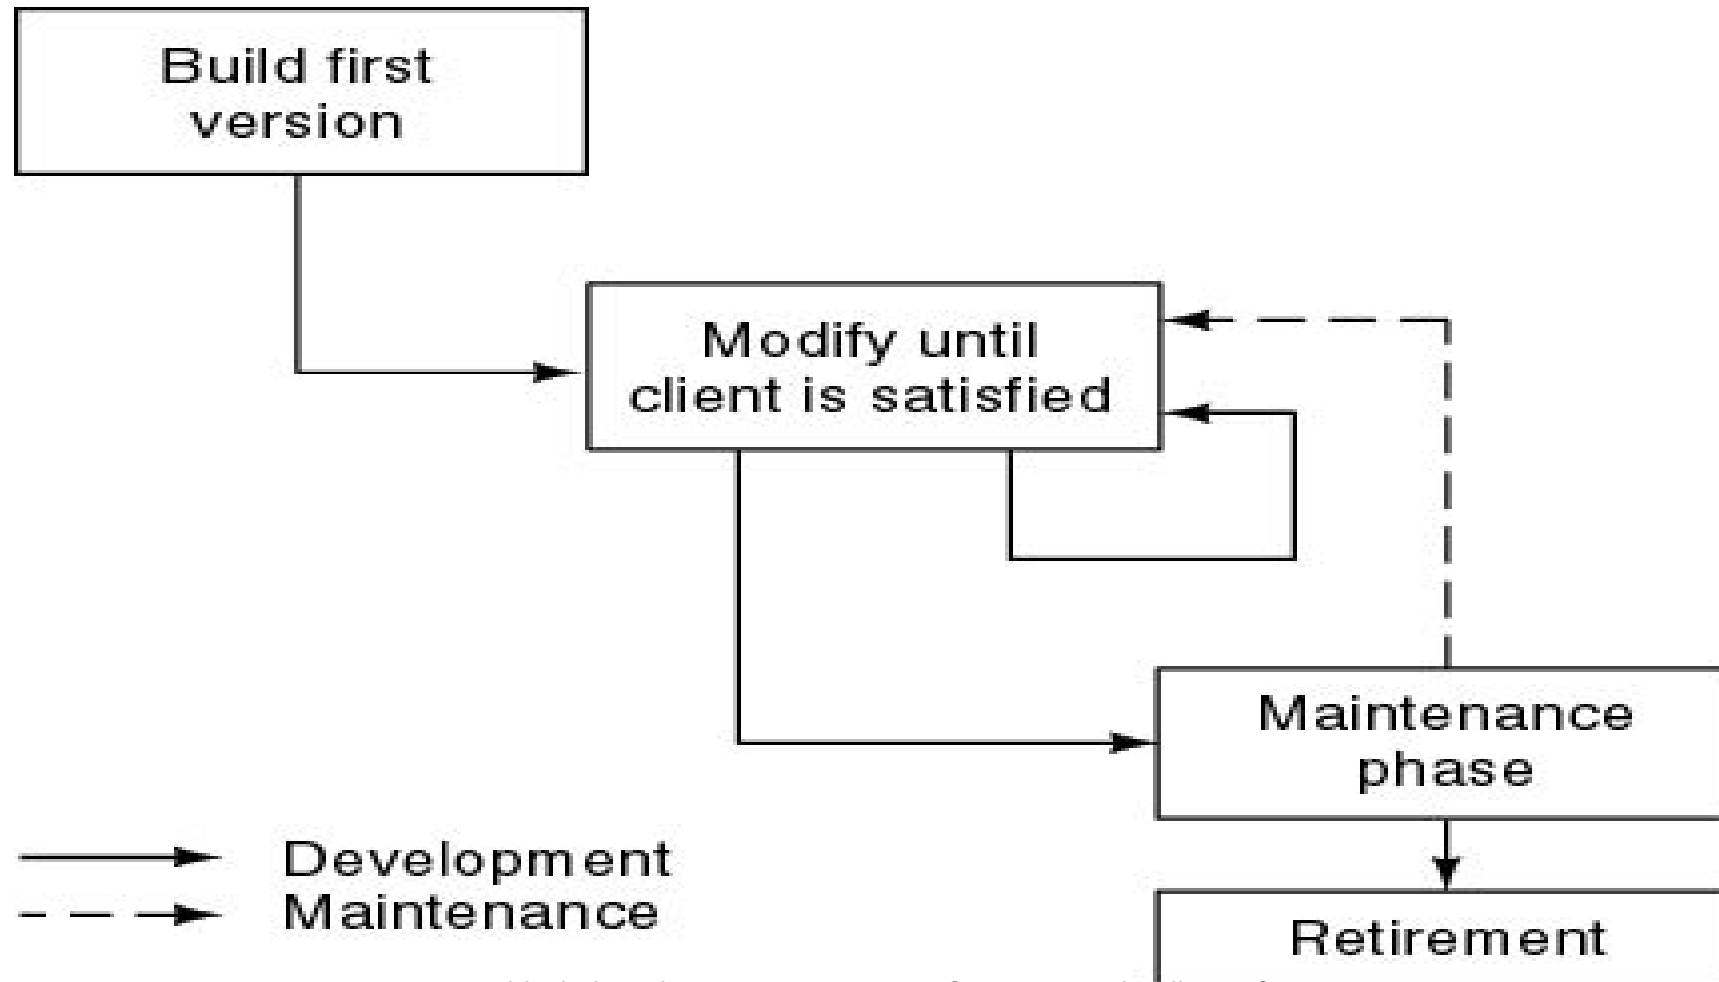 Build first
version
Modify until
client is satisfied
Maintenance
phase
Development
Maintenance
Retirement